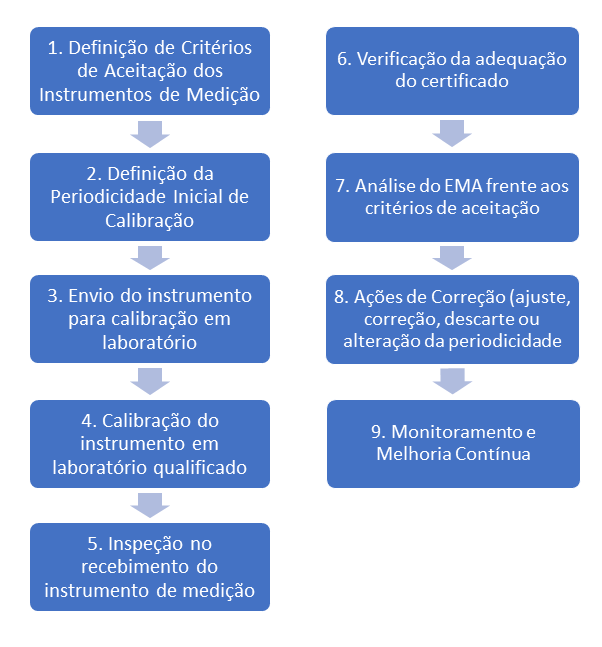 1. Definição de Critérios
de Aceitação dos
Instrumentos de Medição
2. Definição da
Periodicidade Inicial de
Calibração
3. Envio do instrumento
para calibração em
laboratório
4. Calibração do
instrumento em
laboratório qualificado
5. Inspeção no
recebimento do
instrumento de medição
6. Verificação da adequação
do certificado
7. Análise do EMA frente aos
critérios de aceitação
8. Ações de Correção (ajuste,
correção, descarte ou
alteração da periodicidade
9. Monitoramento e
Melhoria Contínua